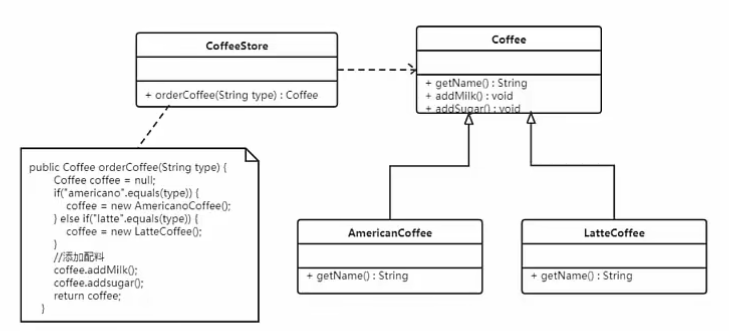 CoffeeStore
+ orderCoffee(String type) : Coffee
Coffee
+ getName() : String
+ addMilk() : void
+ addSugar() : void
public Coffee orderCoffee(String type) {
Coffee coffee = null;
if("americano".equals(type)) {
coffee = new AmericanoCoffee();
} else if("latte".equals(type)) {
coffee = new LatteCoffee();
}
//添加配料
coffee.addMilk();
coffee.addsugar();
return coffee;
}
AmericanCoffee
+ getName() : String
LatteCoffee
+ getName() : String